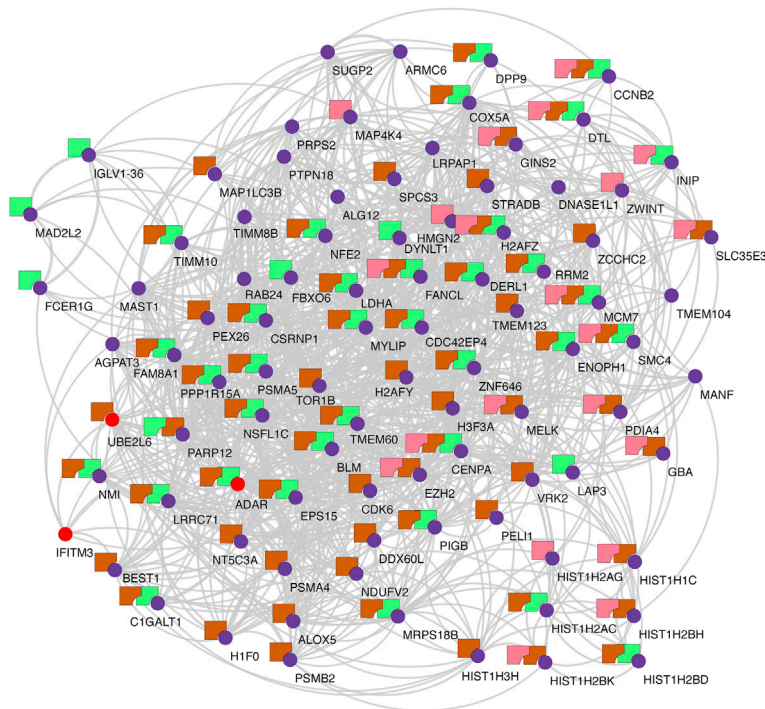 SUGP2
ARMC6
DPP9
CCNB2
COX5A
MAP4K4
DTL
PRPS2
GINS2
IGLV1-36
PTPN18
LRPAP1
INIP
MAP1LC3B
SPCS3
STRADB
DNASE1L1
ZWINT
MAD2L2
ALG12
TIMM8B
HMGN2
H2AFZ
SLC35E3
TIMM10
NFE2
DYNLT1
ZCCHC2
RRM2
FCER1G
MAST1
RAB24
FBXO6
LDHA
FANCL
DERL1
TMEM104
MCM7
TMEM123
PEX26
CSRNP1
MYLIP
CDC42EP4
SMC4
AGPAT3
ENOPH1
FAM8A1
PPP1R15A
PSMA5
TOR1B
H2AFY
ZNF646
MANF
NSFL1C
H3F3A
MELK
PDIA4
UBE2L6
PARP12
TMEM60
BLM
CENPA
GBA
NMI
ADAR
EZH2
VRK2
LAP3
LRRC71
EPS15
CDK6
PELI1
IFITM3
PIGB
NT5C3A
DDX60L
BEST1
PSMA4
NDUFV2
HIST1H2AG
HIST1H1C
C1GALT1
ALOX5
MRPS18B
HIST1H2AC
HIST1H2BH
H1F0
PSMB2
HIST1H3H
HIST1H2BK
HIST1H2BD